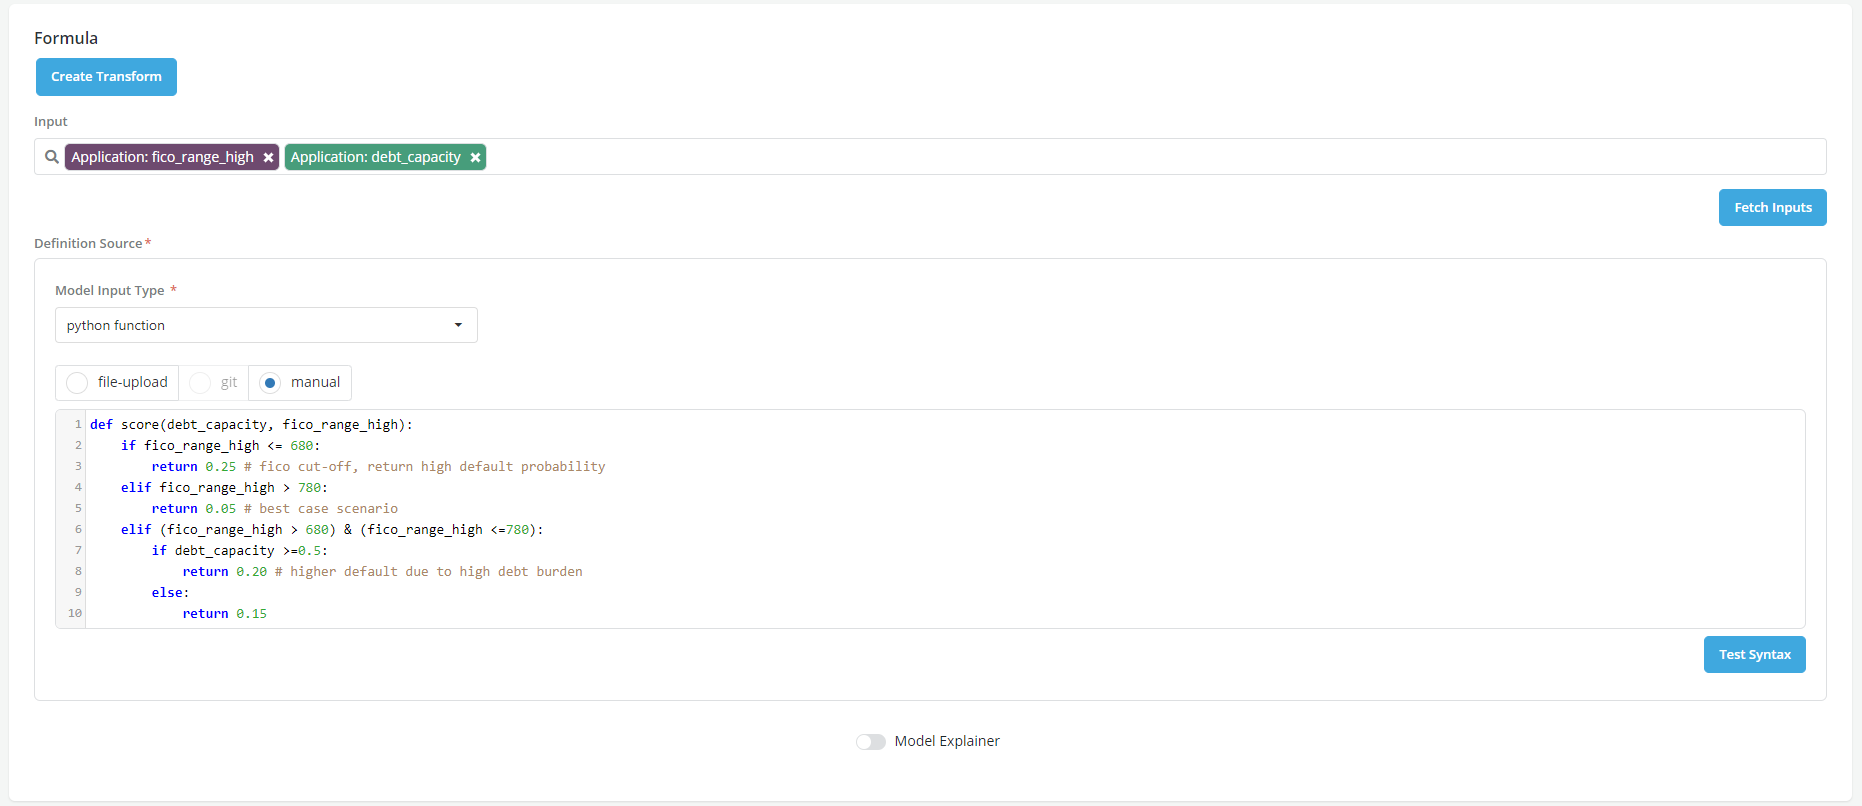 Formula
Create Transform
Input
Application: fico_range_high × Application: debt_capacity ×
Fetch Inputs
Definition Source*
Model Input Type *
python function
file-upload git manual
1 def score(debt_capacity, fico_range_high):
2     if fico_range_high <= 680:
3         return 0.25 # fico cut-off, return high default probability
4     elif fico_range_high > 780:
5         return 0.05 # best case scenario
6     elif (fico_range_high > 680) & (fico_range_high <=780):
7         if debt_capacity >=0.5:
8             return 0.20 # higher default due to high debt burden
9         else:
10             return 0.15
Test Syntax
Model Explainer